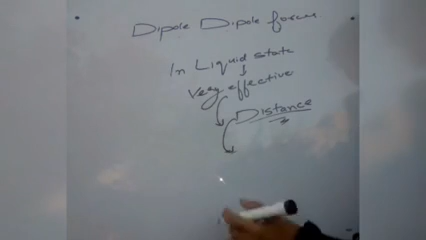 Dipole Dipole forces
In Liquid state
Very effective
Distance